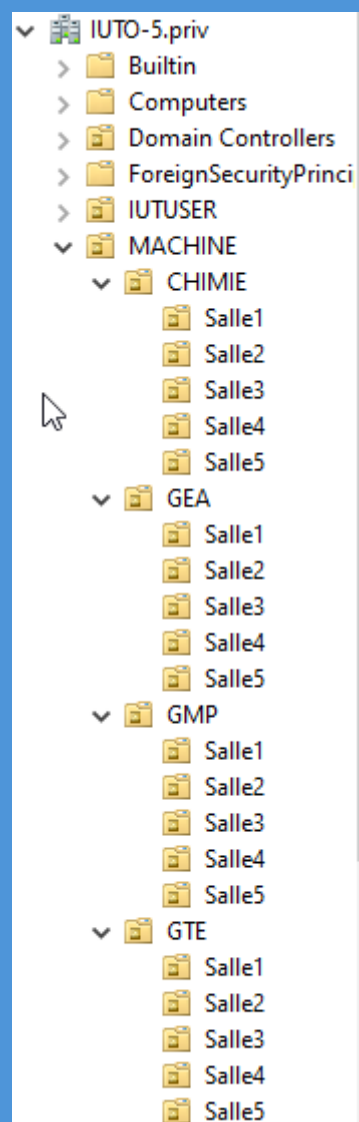 IUTO-5.priv
Builtin
Computers
Domain Controllers
ForeignSecurityPrinci
IUTUSER
MACHINE
CHIMIE
Salle1
Salle2
Salle3
Salle4
Salle5
GEA
Salle1
Salle2
Salle3
Salle4
Salle5
GMP
Salle1
Salle2
Salle3
Salle4
Salle5
GTE
Salle1
Salle2
Salle3
Salle4
Salle5